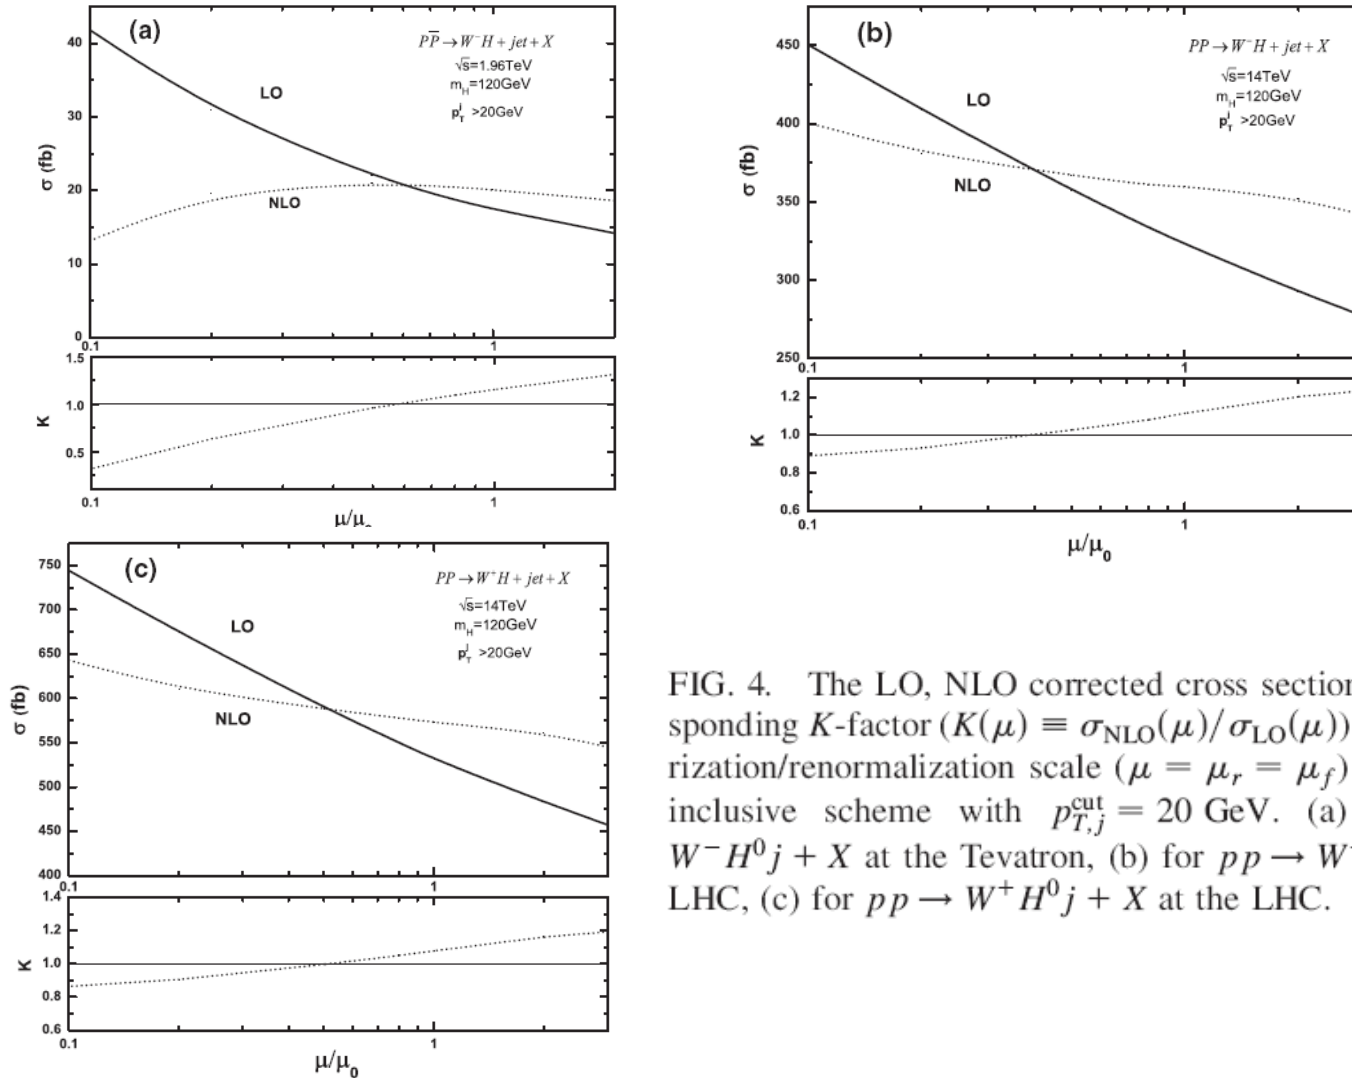 (a)
PP̅ → W⁻H + jet + X
√s=1.96TeV
m_H=120GeV
p_T^j >20GeV
LO
NLO
σ (fb)
40
30
20
10
0
0.1
1
1.5
1.0
0.5
K
0.1
1
μ/μ₀
(b)
PP → W⁻H + jet + X
√s=14TeV
m_H=120GeV
p_T^j >20GeV
LO
NLO
σ (fb)
450
400
350
300
250
0.1
1
1.2
1.0
0.8
0.6
K
0.1
1
μ/μ₀
(c)
PP → W⁺H + jet + X
√s=14TeV
m_H=120GeV
p_T^j >20GeV
LO
NLO
σ (fb)
750
700
650
600
550
500
450
400
0.1
1
1.4
1.2
1.0
0.8
0.6
K
0.1
1
μ/μ₀
FIG. 4. The LO, NLO corrected cross section
sponding K-factor (K(μ) ≡ σ_NLO(μ)/σ_LO(μ))
rization/renormalization scale (μ = μ_r = μ_f)
inclusive scheme with p_{T,j}^{cut} = 20 GeV. (a)
W⁻H⁰j + X at the Tevatron, (b) for pp → W
LHC, (c) for pp → W⁺H⁰j + X at the LHC.